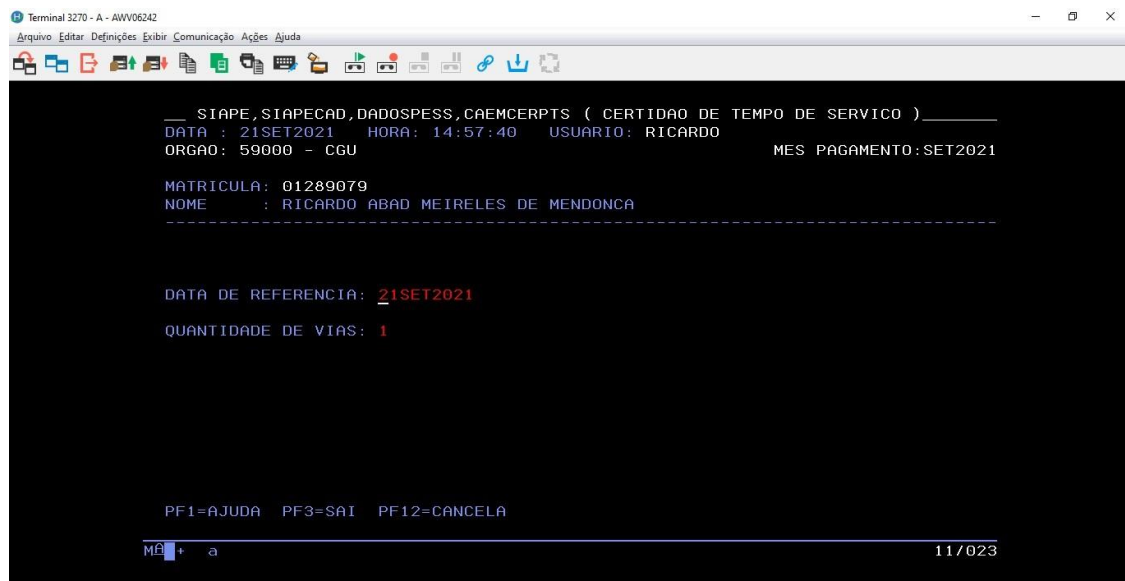 Terminal 3270 - A - AWV06242
Arquivo Editar Definições Exibir Comunicação Ações Ajuda
__ SIAPE,SIAPECAD,DADOSPESS,CAEMCERPTS ( CERTIDAO DE TEMPO DE SERVICO )________
DATA : 21SET2021 HORA: 14:57:40 USUARIO: RICARDO
ORGAO: 59000 - CGU MES PAGAMENTO:SET2021
MATRICULA: 01289079
NOME : RICARDO ABAD MEIRELES DE MENDONCA
--------------------------------------------------------------------------------
DATA DE REFERENCIA: 21SET2021
QUANTIDADE DE VIAS: 1
PF1=AJUDA PF3=SAI PF12=CANCELA
MA + a 11/023